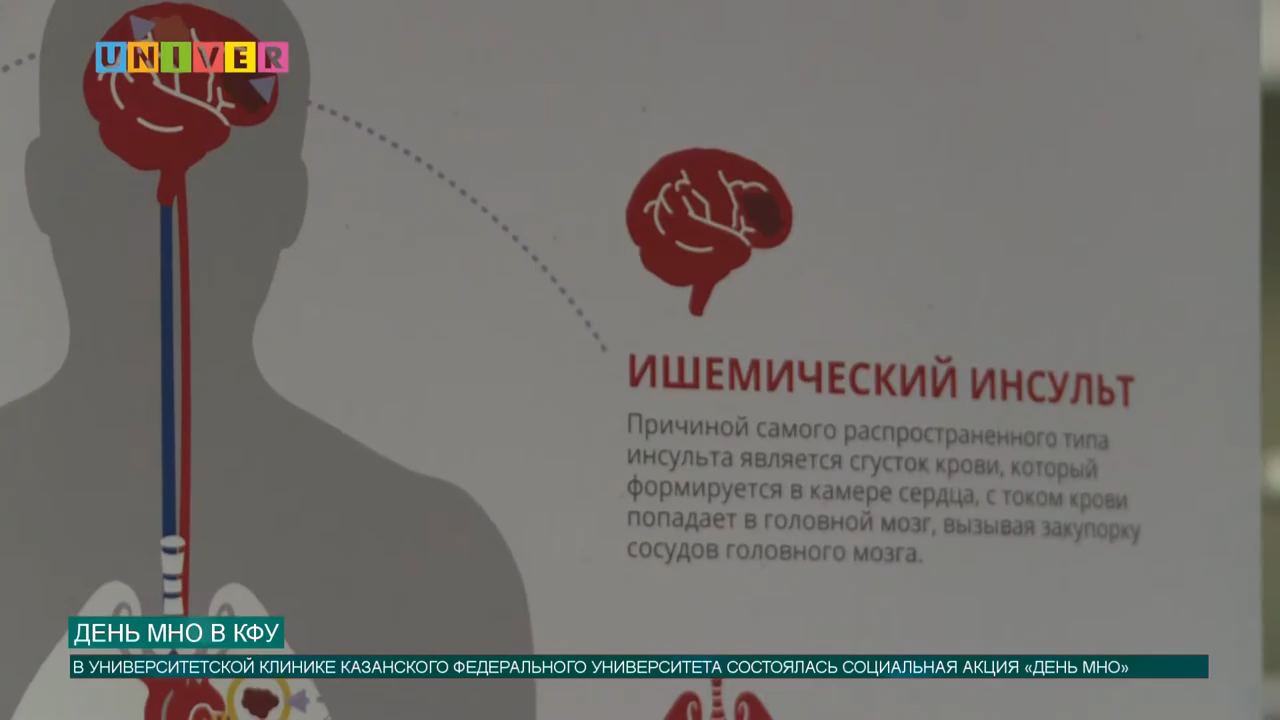 UNIVER
ИШЕМИЧЕСКИЙ ИНСУЛЬТ
Причиной самого распространенного типа
инсульта является сгусток крови, который
формируется в камере сердца, с током крови
попадает в головной мозг, вызывая закупорку
сосудов головного мозга.
ДЕНЬ МНО В КФУ
В УНИВЕРСИТЕТСКОЙ КЛИНИКЕ КАЗАНСКОГО ФЕДЕРАЛЬНОГО УНИВЕРСИТЕТА СОСТОЯЛАСЬ СОЦИАЛЬНАЯ АКЦИЯ «ДЕНЬ МНО»